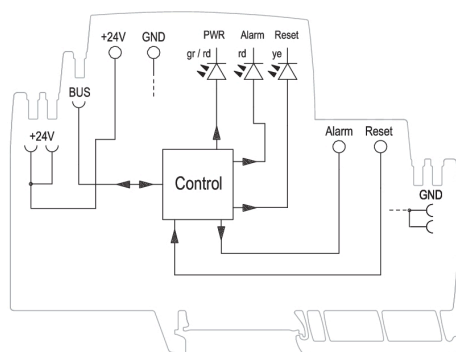 +24V
GND
PWR
Alarm
Reset
gr / rd
rd
ye
BUS
+24V
Alarm
Reset
Control
GND